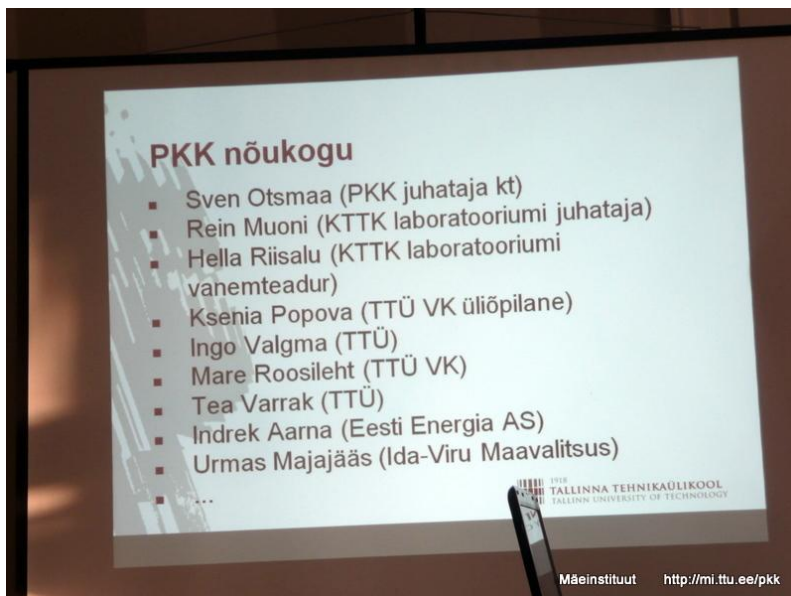 PKK nõukogu
▪ Sven Otsmaa (PKK juhataja kt)
▪ Rein Muoni (KTTK laboratooriumi juhataja)
▪ Hella Riisalu (KTTK laboratooriumi
vanemteadur)
▪ Ksenia Popova (TTÜ VK üliõpilane)
▪ Ingo Valgma (TTÜ)
▪ Mare Roosileht (TTÜ VK)
▪ Tea Varrak (TTÜ)
▪ Indrek Aarna (Eesti Energia AS)
▪ Urmas Majajääs (Ida-Viru Maavalitsus)
▪ ...
1918
TALLINNA TEHNIKAÜLIKOOL
TALLINN UNIVERSITY OF TECHNOLOGY
Mäeinstituut http://mi.ttu.ee/pkk